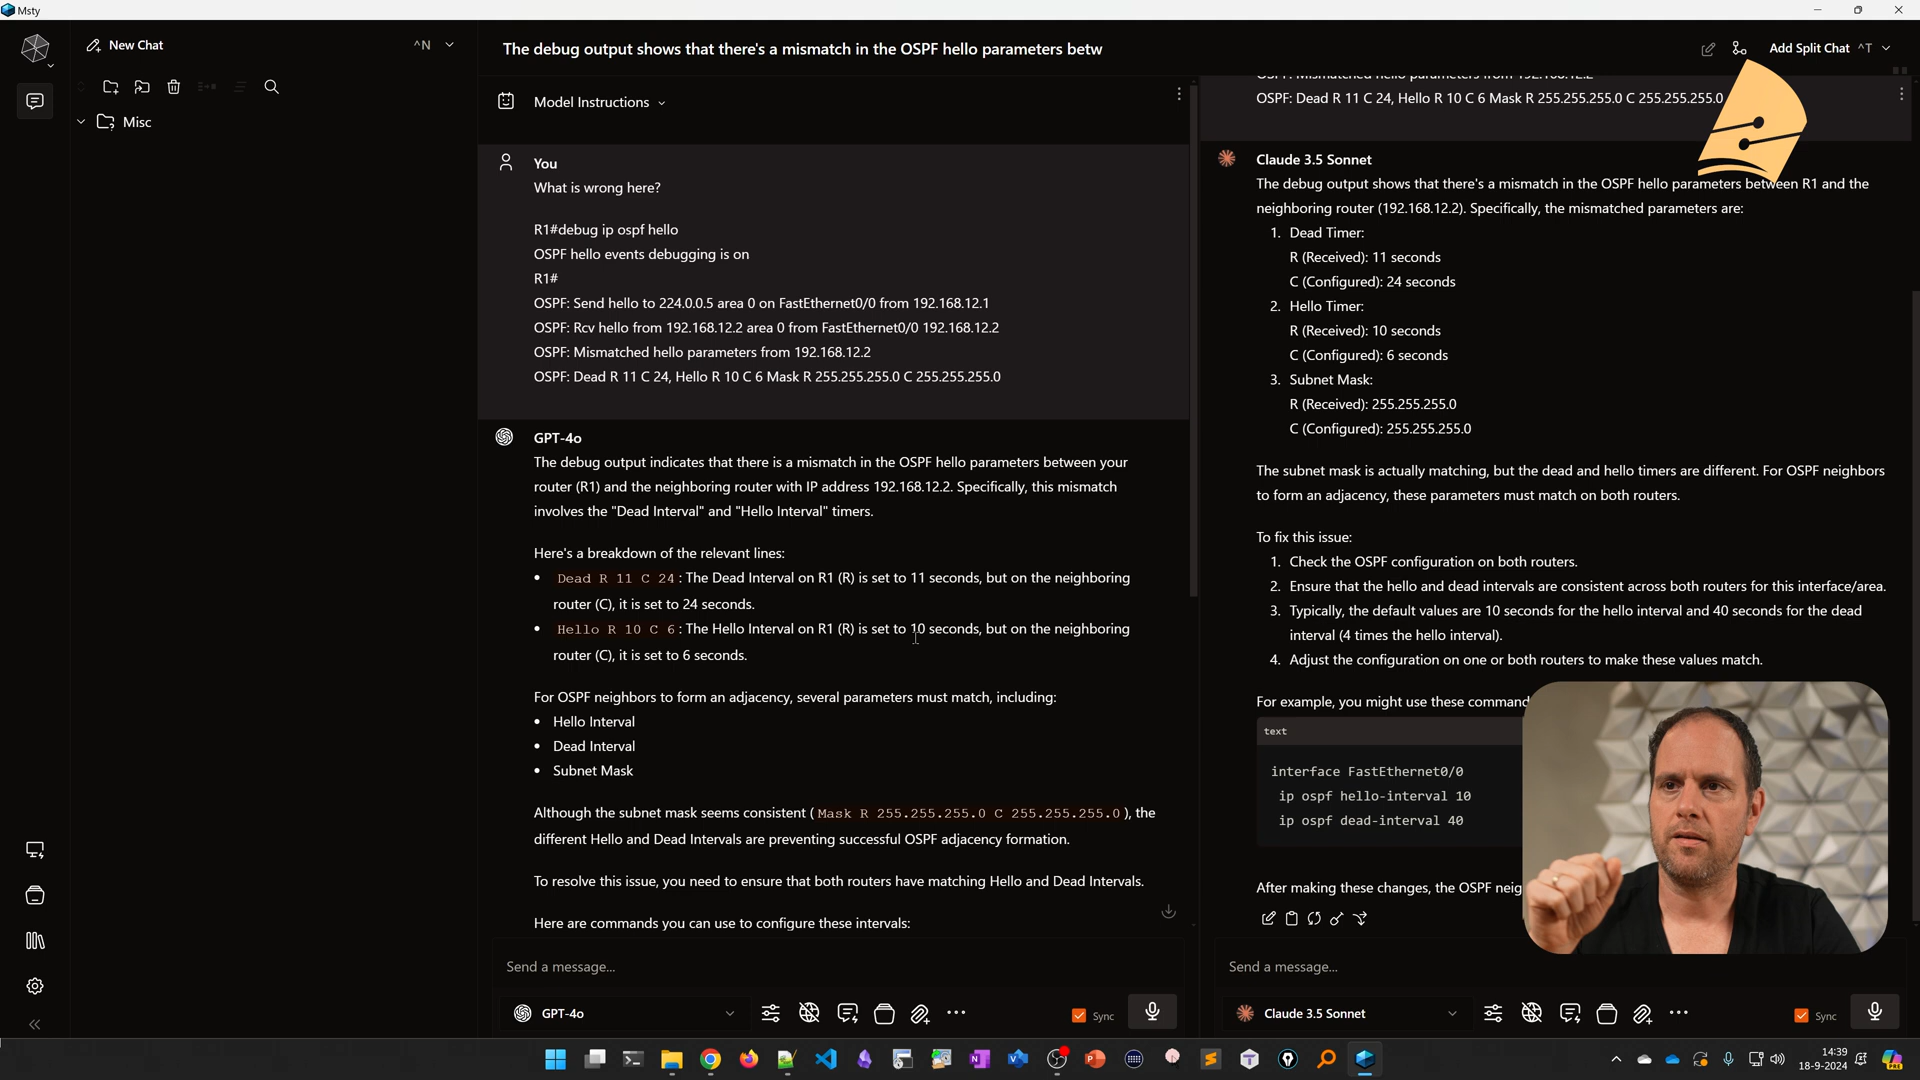 Msty
New Chat
^N
Misc
The debug output shows that there's a mismatch in the OSPF hello parameters betw
Add Split Chat ^T
Model Instructions
You
What is wrong here?
R1#debug ip ospf hello
OSPF hello events debugging is on
R1#
OSPF: Send hello to 224.0.0.5 area 0 on FastEthernet0/0 from 192.168.12.1
OSPF: Rcv hello from 192.168.12.2 area 0 from FastEthernet0/0 192.168.12.2
OSPF: Mismatched hello parameters from 192.168.12.2
OSPF: Dead R 11 C 24, Hello R 10 C 6 Mask R 255.255.255.0 C 255.255.255.0
GPT-4o
The debug output indicates that there is a mismatch in the OSPF hello parameters between your
router (R1) and the neighboring router with IP address 192.168.12.2. Specifically, this mismatch
involves the "Dead Interval" and "Hello Interval" timers.
Here's a breakdown of the relevant lines:
• Dead R 11 C 24: The Dead Interval on R1 (R) is set to 11 seconds, but on the neighboring
router (C), it is set to 24 seconds.
• Hello R 10 C 6: The Hello Interval on R1 (R) is set to 10 seconds, but on the neighboring
router (C), it is set to 6 seconds.
For OSPF neighbors to form an adjacency, several parameters must match, including:
• Hello Interval
• Dead Interval
• Subnet Mask
Although the subnet mask seems consistent (Mask R 255.255.255.0 C 255.255.255.0), the
different Hello and Dead Intervals are preventing successful OSPF adjacency formation.
To resolve this issue, you need to ensure that both routers have matching Hello and Dead Intervals.
Here are commands you can use to configure these intervals:
Send a message...
GPT-4o
Sync
OSPF: Mismatched hello parameters from 192.168.12.2
OSPF: Dead R 11 C 24, Hello R 10 C 6 Mask R 255.255.255.0 C 255.255.255.0
Claude 3.5 Sonnet
The debug output shows that there's a mismatch in the OSPF hello parameters between R1 and the
neighboring router (192.168.12.2). Specifically, the mismatched parameters are:
1. Dead Timer:
R (Received): 11 seconds
C (Configured): 24 seconds
2. Hello Timer:
R (Received): 10 seconds
C (Configured): 6 seconds
3. Subnet Mask:
R (Received): 255.255.255.0
C (Configured): 255.255.255.0
The subnet mask is actually matching, but the dead and hello timers are different. For OSPF neighbors
to form an adjacency, these parameters must match on both routers.
To fix this issue:
1. Check the OSPF configuration on both routers.
2. Ensure that the hello and dead intervals are consistent across both routers for this interface/area.
3. Typically, the default values are 10 seconds for the hello interval and 40 seconds for the dead
interval (4 times the hello interval).
4. Adjust the configuration on one or both routers to make these values match.
For example, you might use these command
text
interface FastEthernet0/0
ip ospf hello-interval 10
ip ospf dead-interval 40
After making these changes, the OSPF neig
Send a message...
Claude 3.5 Sonnet
Sync
14:39
18-9-2024